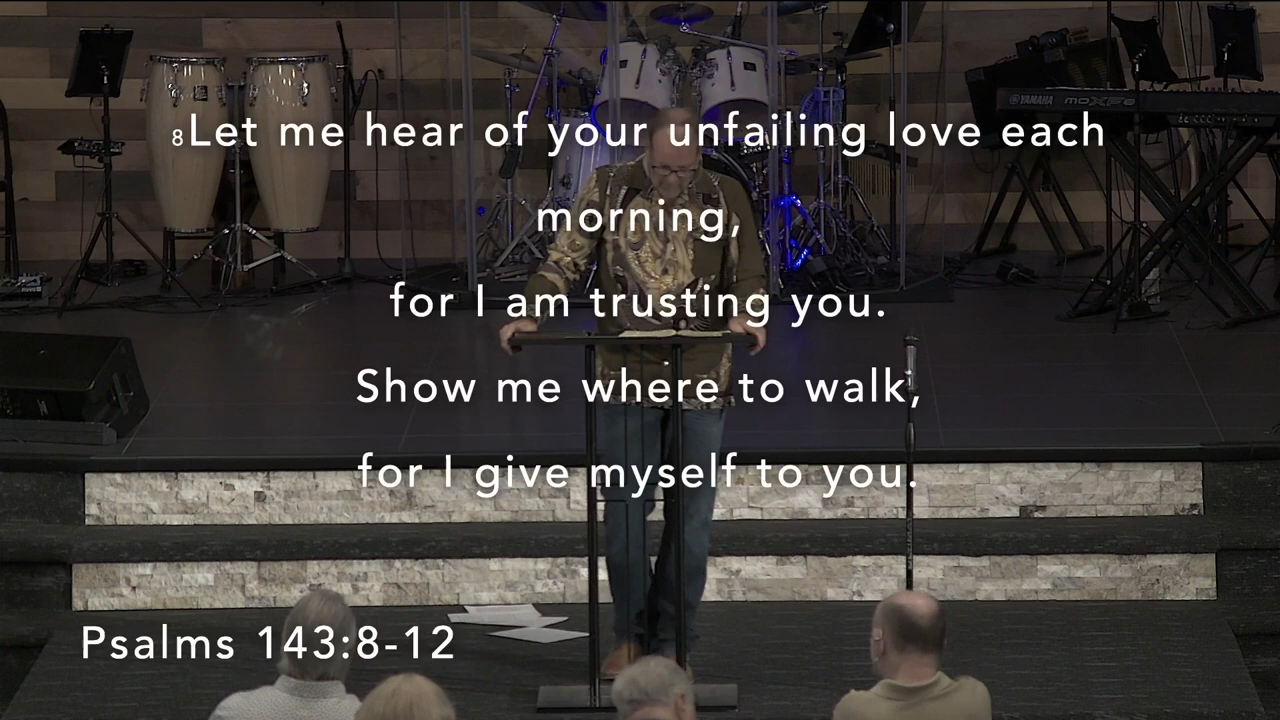 YAMAHA MOXF8
8Let me hear of your unfailing love each
morning,
for I am trusting you.
Show me where to walk,
for I give myself to you.
Psalms 143:8-12